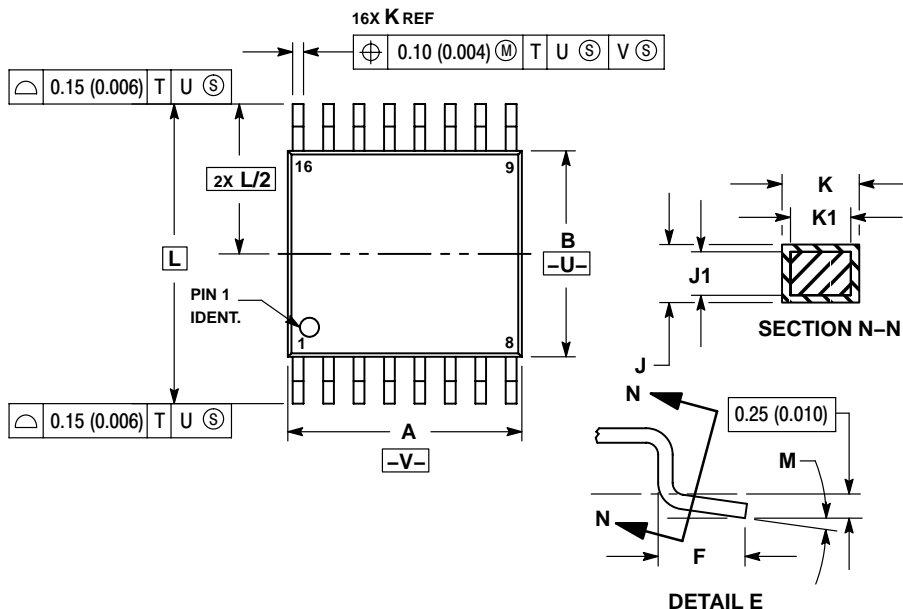 16X K REF
⌖ 0.10 (0.004) Ⓜ T U Ⓢ V Ⓢ
⌓ 0.15 (0.006) T U Ⓢ
16
9
2X L/2
L
B
–U–
PIN 1
IDENT.
1
8
⌓ 0.15 (0.006) T U Ⓢ
A
–V–
K
K1
J1
J
SECTION N–N
N
0.25 (0.010)
M
N
F
DETAIL E